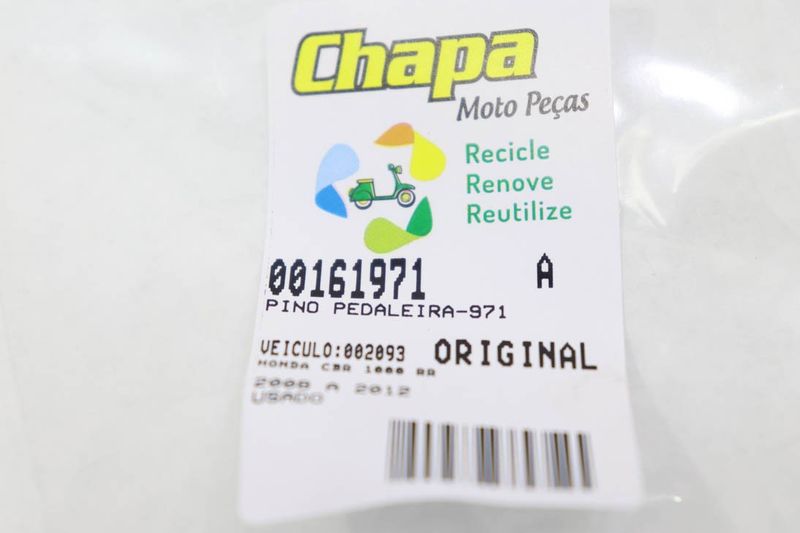 Chapa
Moto Peças
Recicle
Renove
Reutilize
00161971 A
PINO PEDALEIRA-971
VEICULO:002093 ORIGINAL
HONDA CBR 1000 RR
2008 A 2012
USADO